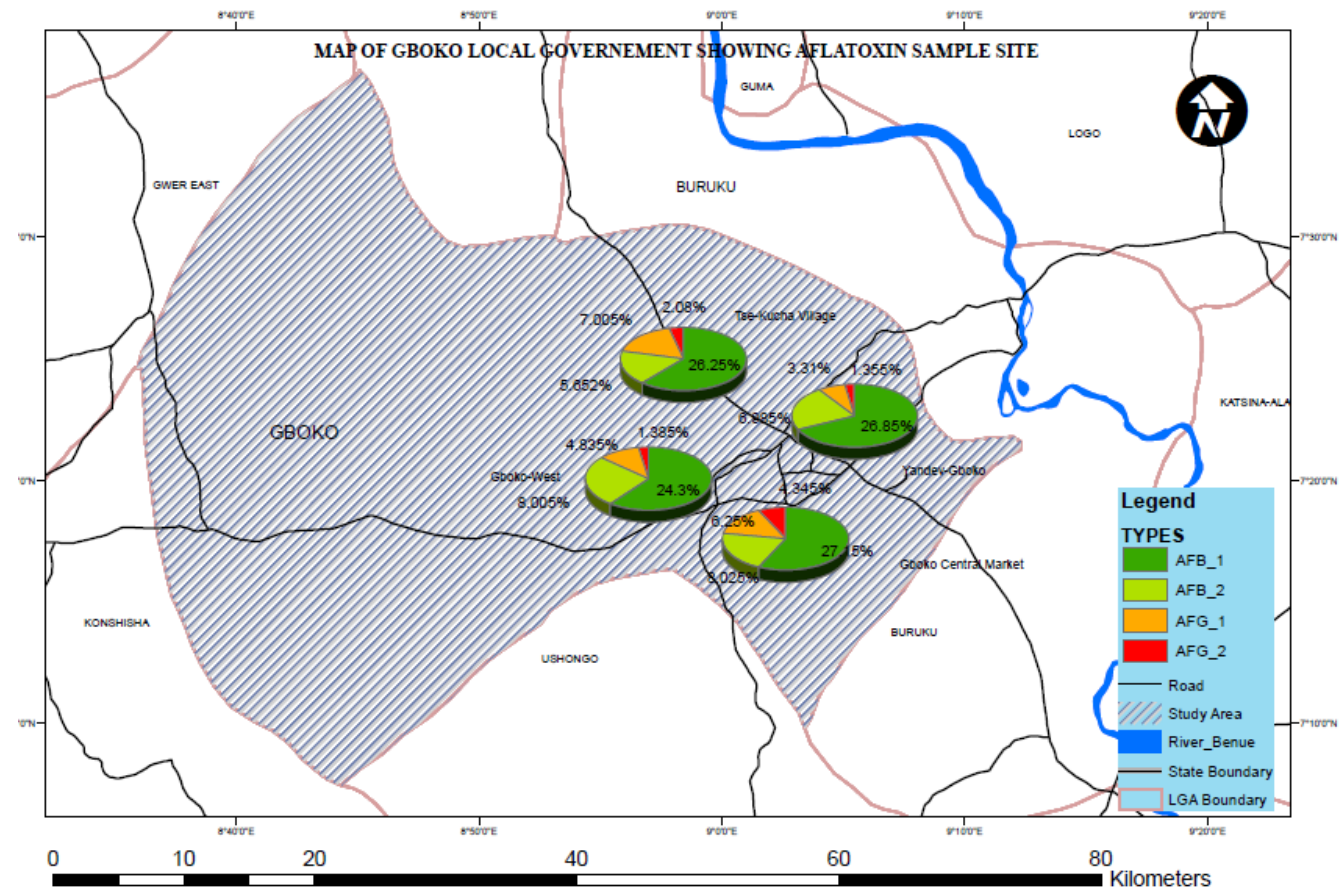 8°40'0"E 8°50'0"E 9°0'0"E 9°10'0"E 9°20'0"E
MAP OF GBOKO LOCAL GOVERNEMENT SHOWING AFLATOXIN SAMPLE SITE
GUMA
LOGO
GWER EAST
BURUKU
'0"N 7°30'0"N
2.08%
7.005%
Tse-Kucha Village
26.25%
5.652%
3.31% 1.355%
26.85%
KATSINA-ALA
GBOKO
1.385%
4.835%
Gboko-West
24.3%
8.005%
Yandev-Gboko
'0"N 7°20'0"N
4.345%
6.25%
27.15%
Gboko Central Market
KONSHISHA
BURUKU
USHONGO
Legend
TYPES
AFB_1
AFB_2
AFG_1
AFG_2
Road
Study Area
River_Benue
State Boundary
LGA Boundary
'0"N 7°10'0"N
8°40'0"E 8°50'0"E 9°0'0"E 9°10'0"E 9°20'0"E
0 10 20 40 60 80
Kilometers
N